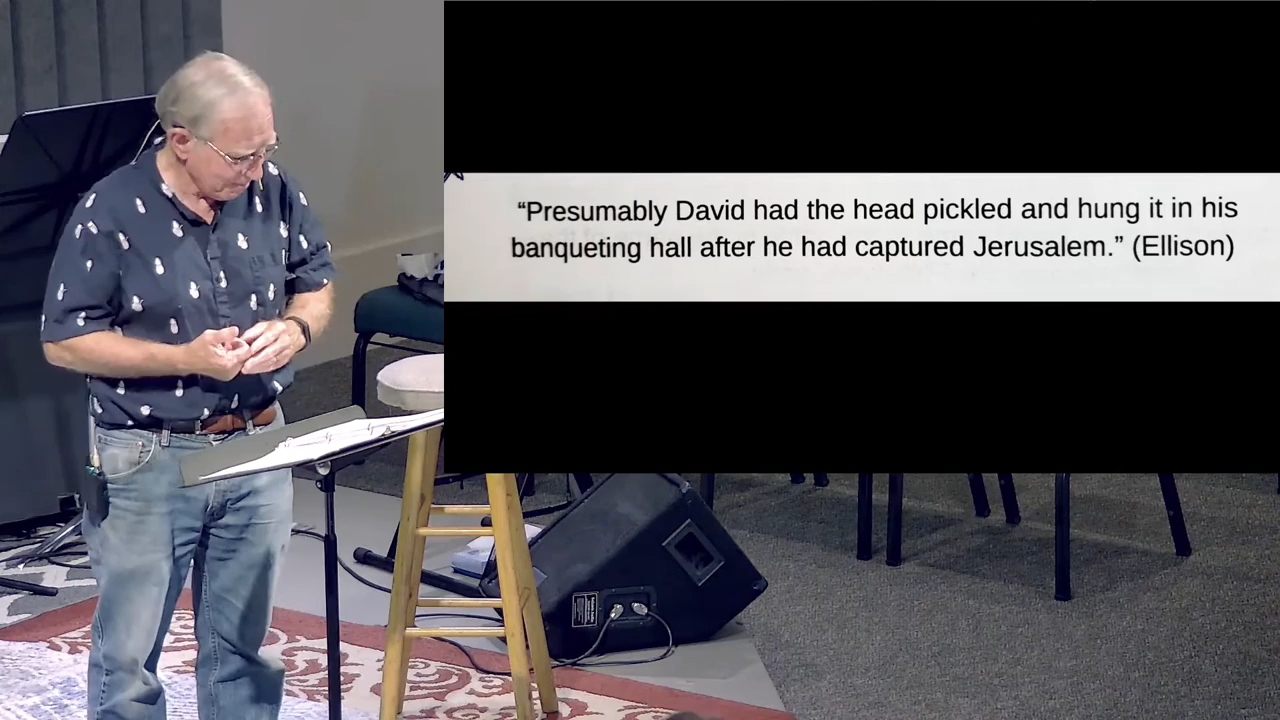 “Presumably David had the head pickled and hung it in his
banqueting hall after he had captured Jerusalem.” (Ellison)